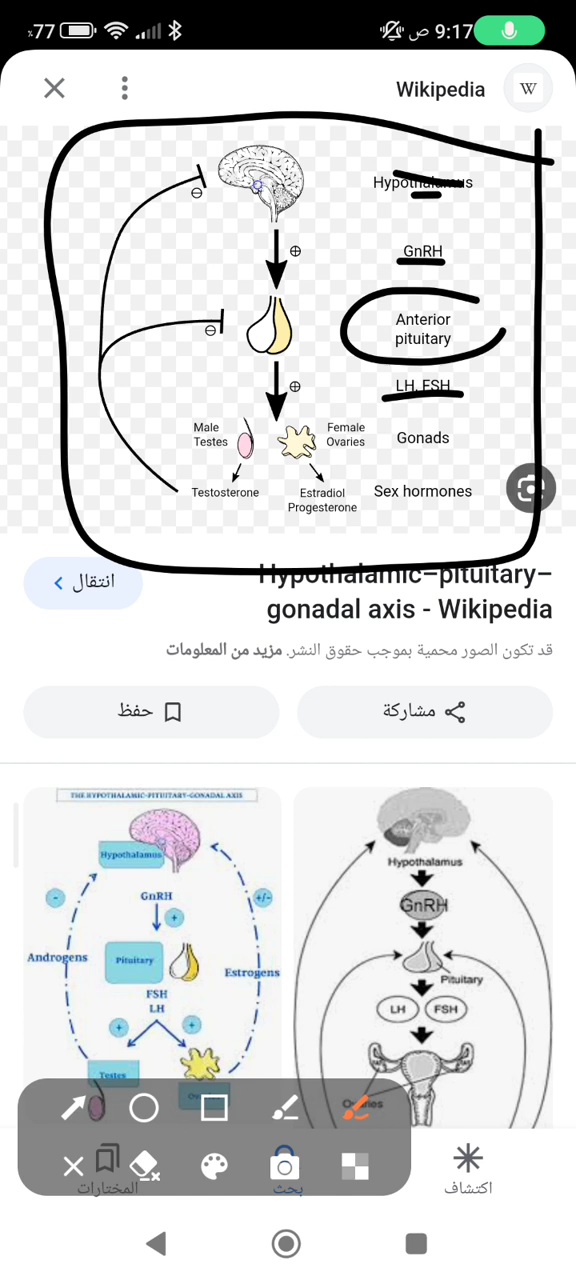 ٪77
9:17 ص
Wikipedia
W
Hypothalamus
GnRH
Anterior
pituitary
LH, FSH
Male
Testes
Female
Ovaries
Gonads
Testosterone
Estradiol
Progesterone
Sex hormones
Hypothalamic–pituitary–
gonadal axis - Wikipedia
انتقال
قد تكون الصور محمية بموجب حقوق النشر. مزيد من المعلومات
مشاركة
حفظ
THE HYPOTHALAMIC-PITUITARY-GONADAL AXIS
Hypothalamus
GnRH
-
+
+/-
Androgens
Pituitary
Estrogens
FSH
LH
+
+
Testes
Hypothalamus
GnRH
Pituitary
LH
FSH
Ovaries
اكتشاف
بحث
المختارات